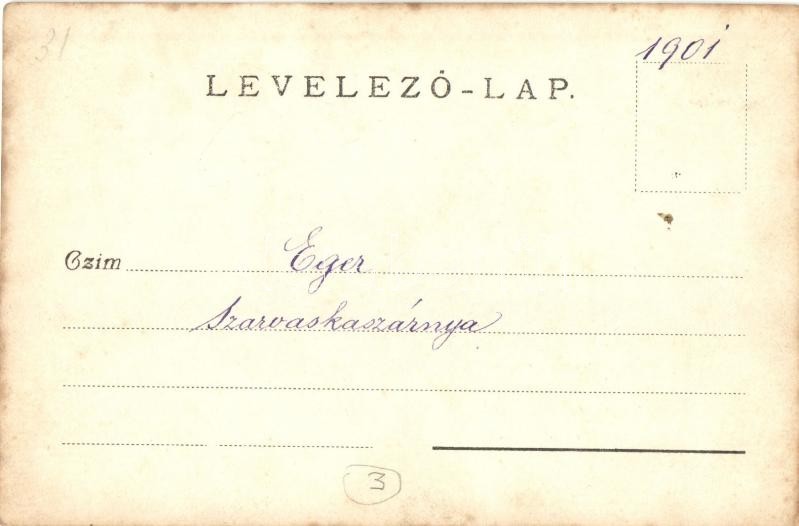 31
1901
LEVELEZŐ-LAP.
Czim Eger
Szarvaskaszárnya
3